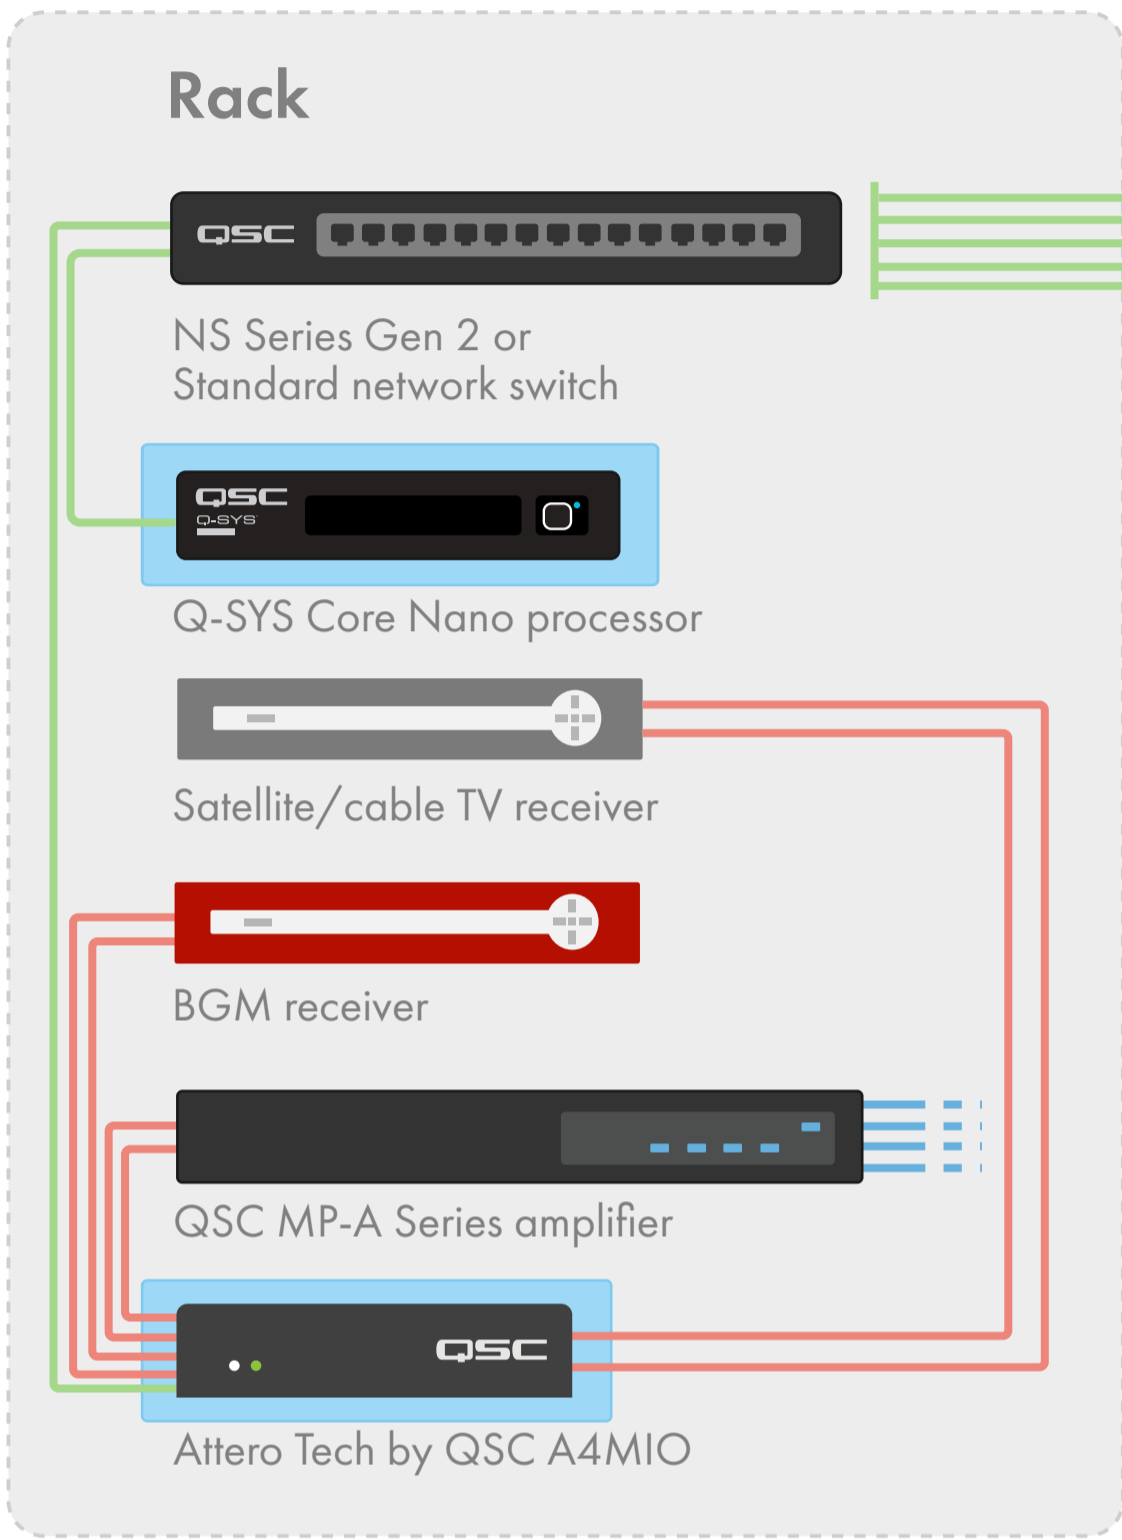 Rack
QSC
NS Series Gen 2 or
Standard network switch
QSC
Q-SYS
Q-SYS Core Nano processor
Satellite/cable TV receiver
BGM receiver
QSC MP-A Series amplifier
QSC
Attero Tech by QSC A4MIO